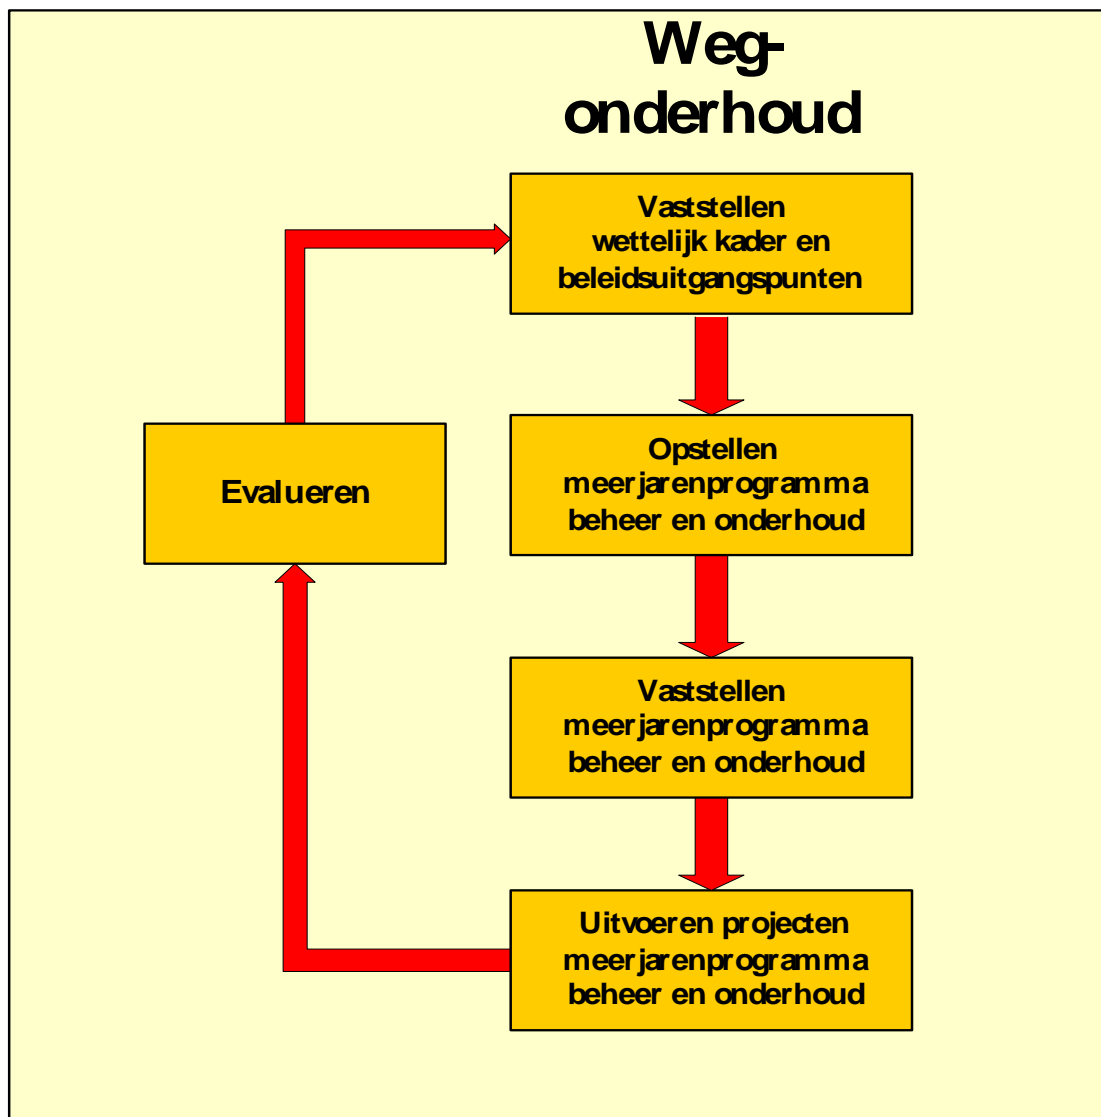 Weg-
onderhoud
Vaststellen
wettelijk kader en
beleidsuitgangspunten
Opstellen
meerjarenprogramma
beheer en onderhoud
Evalueren
Vaststellen
meerjarenprogramma
beheer en onderhoud
Uitvoeren projecten
meerjarenprogramma
beheer en onderhoud